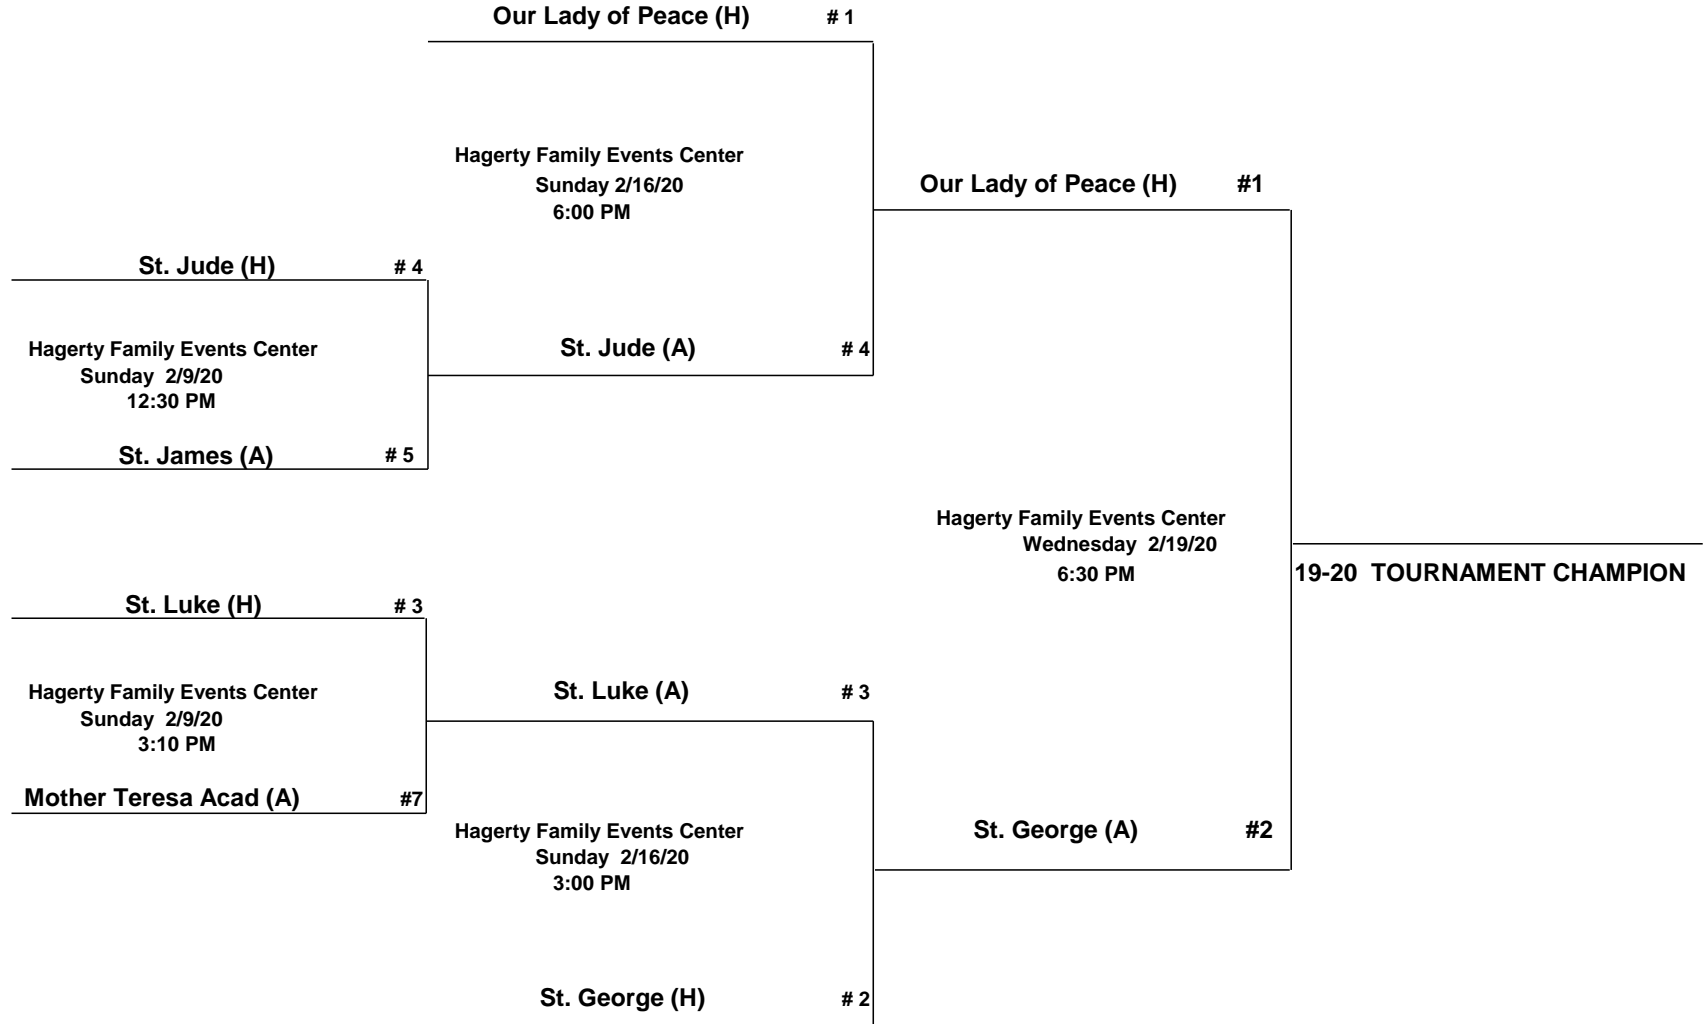 Our Lady of Peace (H) # 1
Hagerty Family Events Center
Sunday 2/16/20
6:00 PM
Our Lady of Peace (H) #1
St. Jude (H) # 4
Hagerty Family Events Center
Sunday 2/9/20
12:30 PM
St. Jude (A) # 4
St. James (A) # 5
Hagerty Family Events Center
Wednesday 2/19/20
6:30 PM
19-20 TOURNAMENT CHAMPION
St. Luke (H) # 3
Hagerty Family Events Center
Sunday 2/9/20
3:10 PM
St. Luke (A) # 3
Mother Teresa Acad (A) #7
Hagerty Family Events Center
Sunday 2/16/20
3:00 PM
St. George (A) #2
St. George (H) # 2